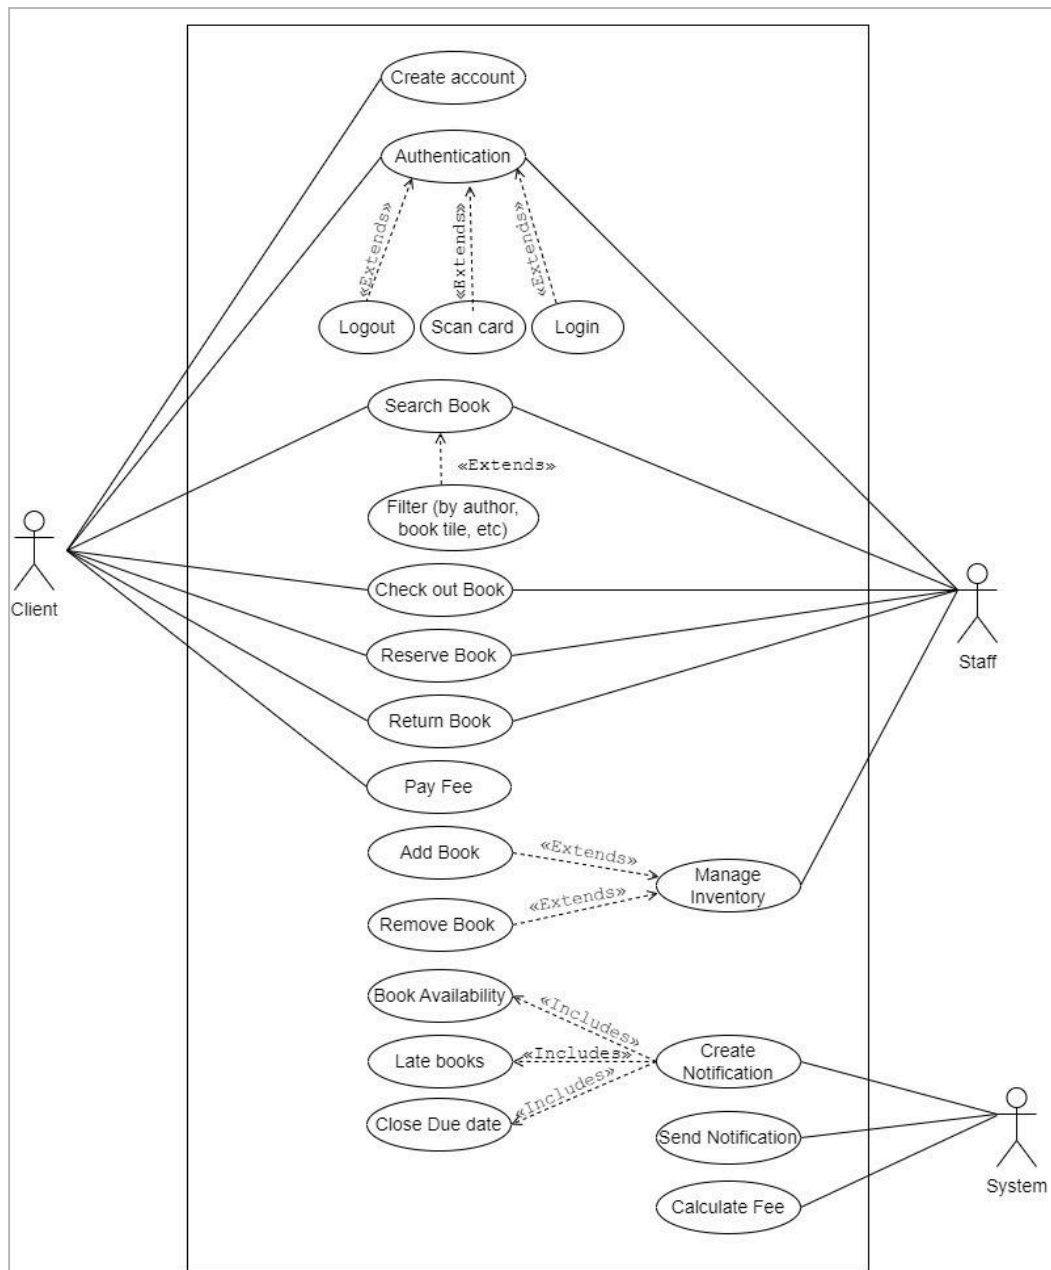 Create account
Authentication
«Extends»
«Extends»
«Extends»
Logout
Scan card
Login
Search Book
«Extends»
Filter (by author,
book tile, etc)
Client
Check out Book
Staff
Reserve Book
Return Book
Pay Fee
Add Book
«Extends»
Manage
Inventory
«Extends»
Remove Book
Book Availability
«Includes»
Late books
«Includes»
Create
Notification
«Includes»
Close Due date
Send Notification
System
Calculate Fee